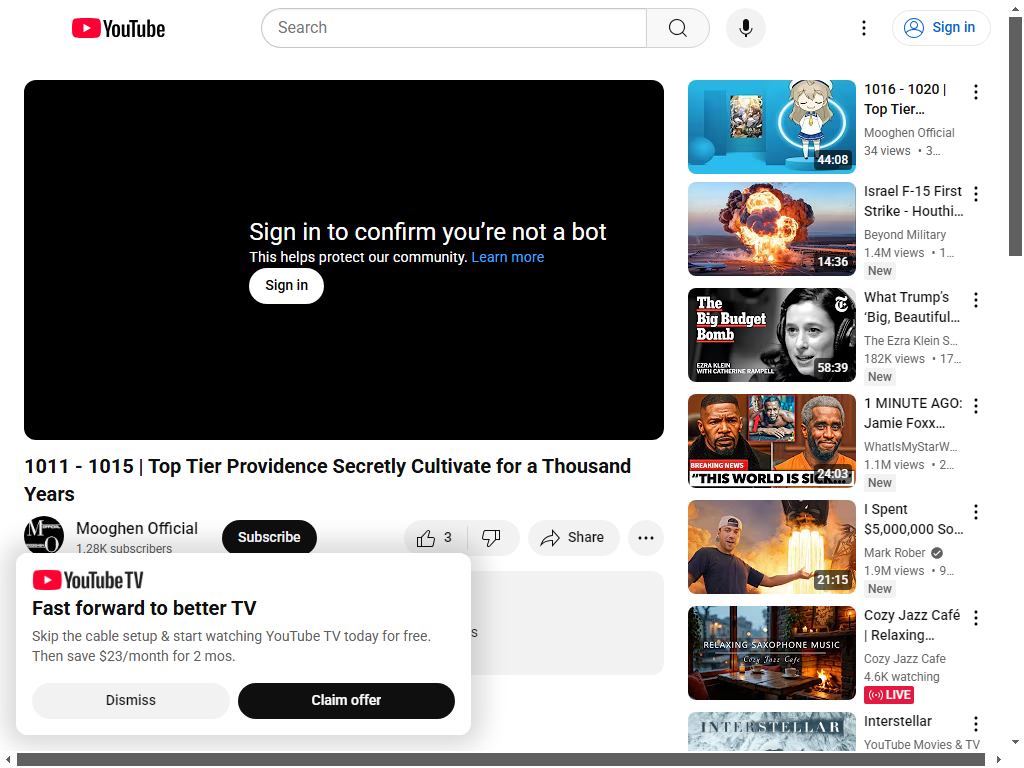 YouTube
Search
Sign in
Sign in to confirm you're not a bot
This helps protect our community. Learn more
Sign in
1011 - 1015 | Top Tier Providence Secretly Cultivate for a Thousand
Years
Mooghen Official
1.28K subscribers
Subscribe
3
Share
s
YouTube TV
Fast forward to better TV
Skip the cable setup & start watching YouTube TV today for free.
Then save $23/month for 2 mos.
Dismiss
Claim offer
44:08
1016 - 1020 |
Top Tier…
Mooghen Official
34 views • 3…
14:36
Israel F-15 First
Strike - Houthi…
Beyond Military
1.4M views • 1…
New
The
Big Budget
Bomb
EZRA KLEIN
WITH CATHERINE RAMPELL
58:39
What Trump's
'Big, Beautiful…
The Ezra Klein S…
182K views • 17…
New
BREAKING NEWS
"THIS WORLD IS SICK...
24:03
1 MINUTE AGO:
Jamie Foxx…
WhatIsMyStarW…
1.1M views • 2…
New
21:15
I Spent
$5,000,000 So…
Mark Rober
1.9M views • 9…
New
RELAXING SAXOPHONE MUSIC
Cozy Jazz Cafe
Cozy Jazz Café
| Relaxing…
Cozy Jazz Cafe
4.6K watching
LIVE
INTERSTELLAR
Interstellar
YouTube Movies & TV